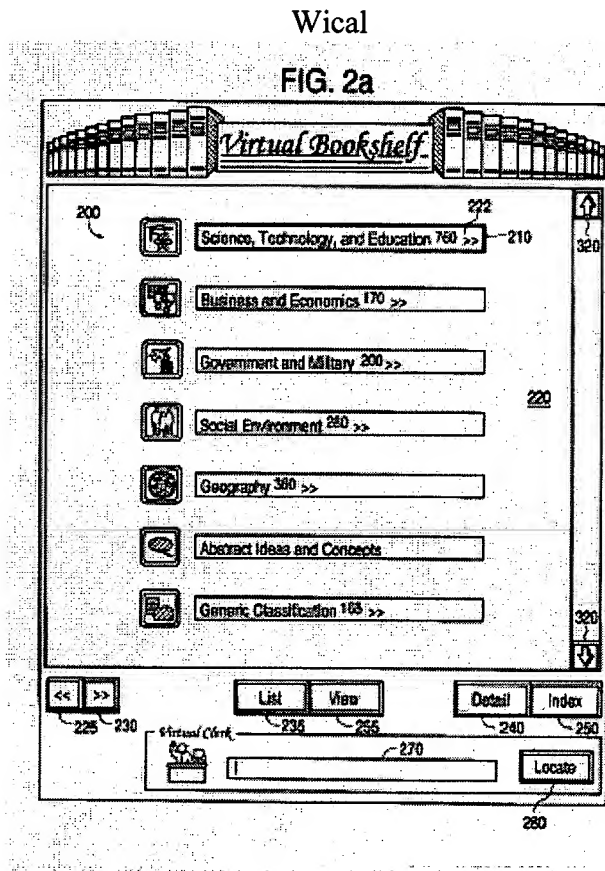 Wical
FIG. 2a
Virtual Bookshelf
222
200
Science, Technology, and Education 760 >>
210
320
Business and Economics 170 >>
Government and Military 200 >>
220
Social Environment 260 >>
Geography 360 >>
Abstract Ideas and Concepts
Generic Classification 165 >>
320
<< >>
List View
Detail Index
225 230
235 255
240 250
Virtual Clerk
270
Locate
260